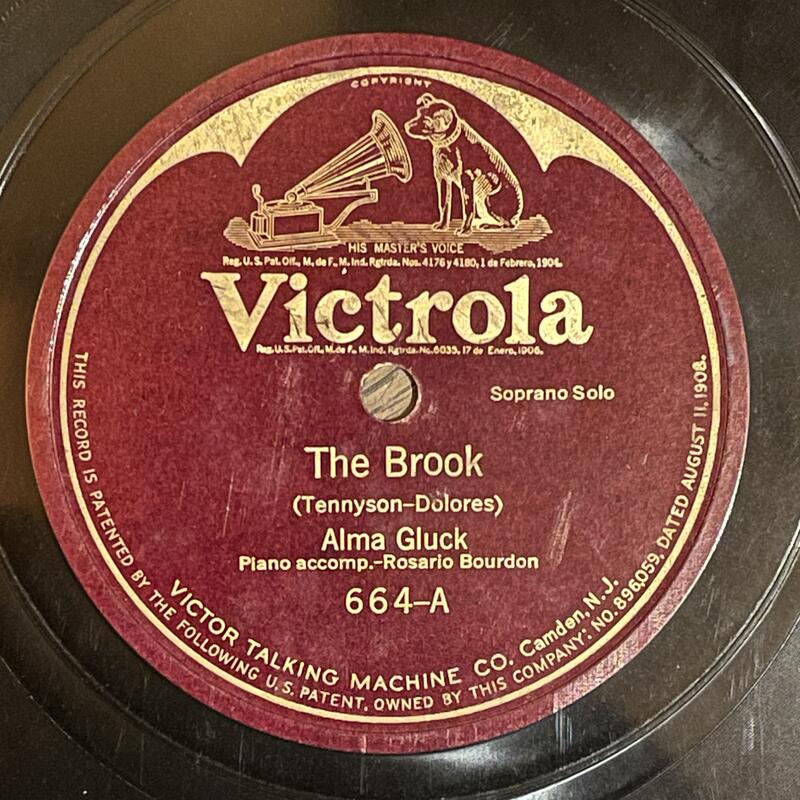 COPYRIGHT
HIS MASTER'S VOICE
Reg. U. S. Pat. Off., M. de F., M. Ind. Rgtrda. Nos. 4176 y 4180, 1 de Febrero, 1904.
Victrola
Reg. U. S. Pat. Off., M. de F., M. Ind. Rgtrda. No. 6035, 17 de Enero, 1906.
Soprano Solo
The Brook
(Tennyson–Dolores)
Alma Gluck
Piano accomp.–Rosario Bourdon
664–A
VICTOR TALKING MACHINE CO. Camden, N. J.
THIS RECORD IS PATENTED BY THE FOLLOWING U. S. PATENT, OWNED BY THIS COMPANY: NO. 896,059, DATED AUGUST 11, 1908.